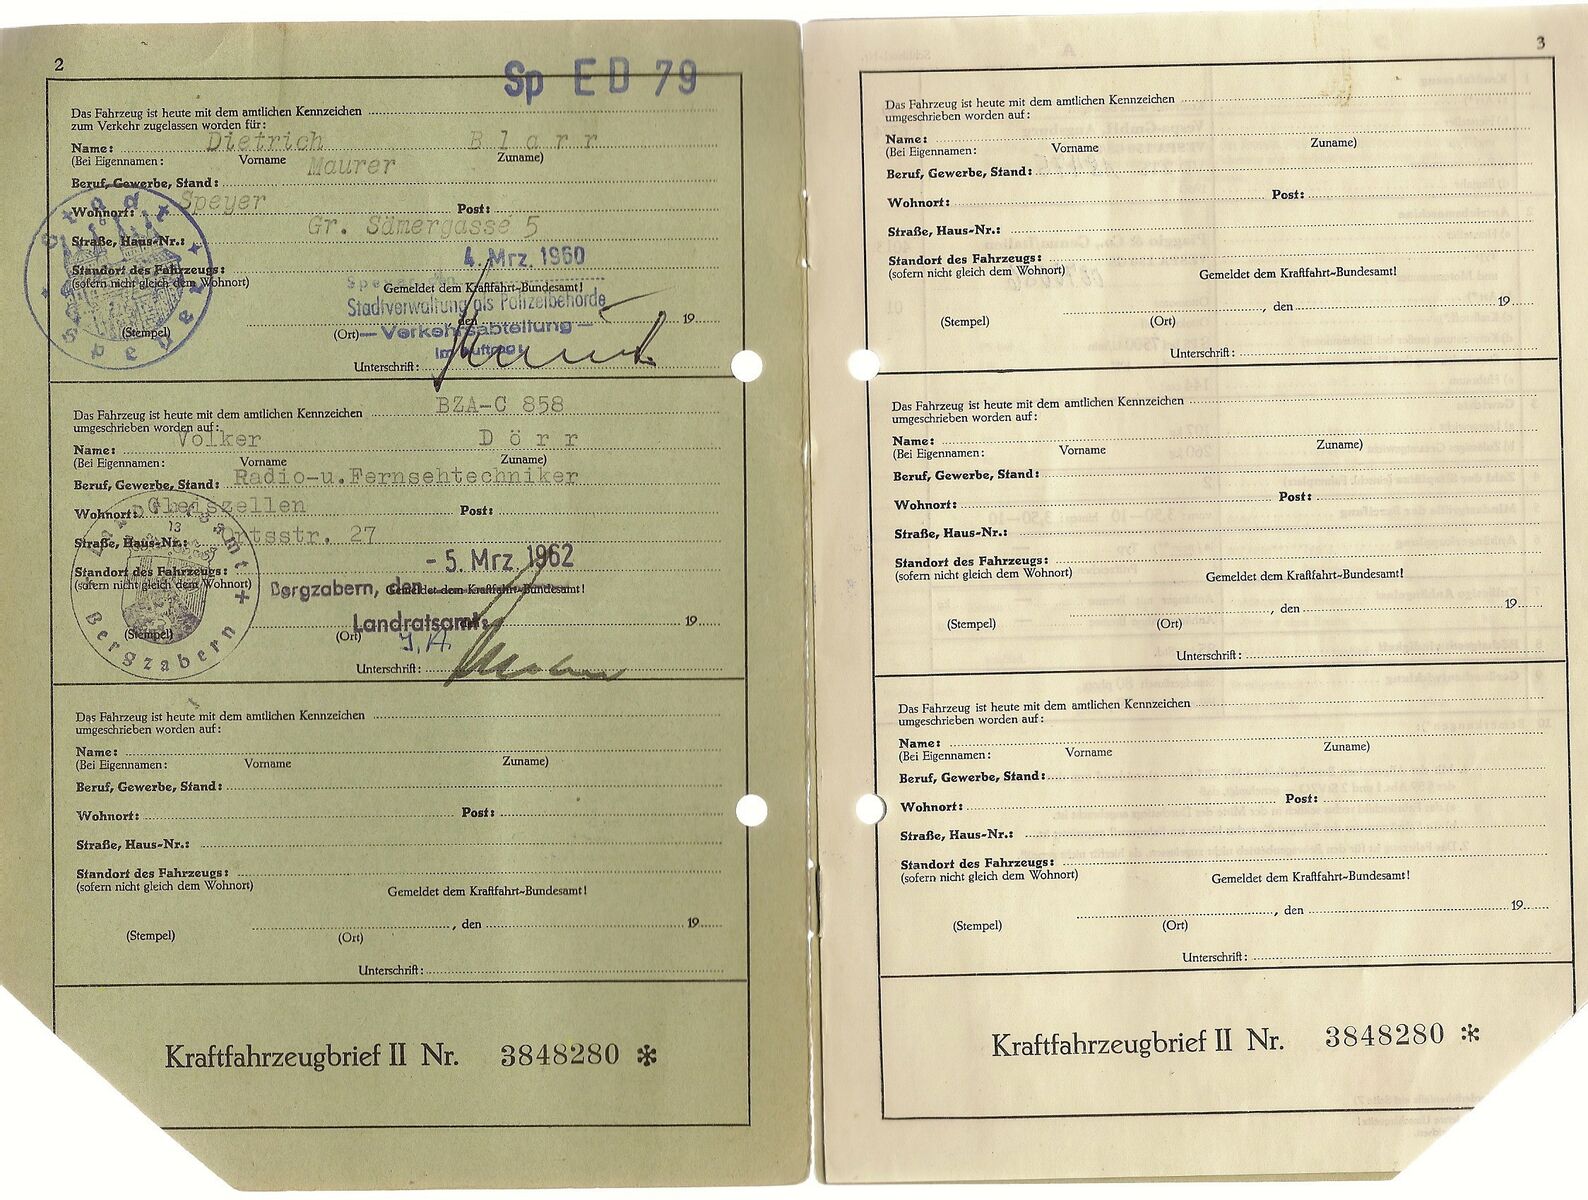 2
Sp ED 79
Das Fahrzeug ist heute mit dem amtlichen Kennzeichen
zum Verkehr zugelassen worden für:
Dietrich Blarr
Name:
(Bei Eigennamen: Vorname Zuname)
Maurer
Beruf, Gewerbe, Stand:
Speyer
Wohnort: Post:
Gr. Sämergasse 5
Straße, Haus-Nr.:
4. Mrz. 1960
Standort des Fahrzeugs:
(sofern nicht gleich dem Wohnort) Gemeldet dem Kraftfahrt-Bundesamt!
Stadtverwaltung als Polizeibehörde
den 19
(Stempel) (Ort) — Verkehrsabteilung —
Im Auftrag:
Unterschrift:
Stadt Speyer
BZA-C 858
Das Fahrzeug ist heute mit dem amtlichen Kennzeichen
umgeschrieben worden auf:
Volker Dörr
Name:
(Bei Eigennamen: Vorname Zuname)
Radio-u.Fernsehtechniker
Beruf, Gewerbe, Stand:
Gleiszellen
Wohnort: Post:
13
Ortsstr. 27
Straße, Haus-Nr.:
- 5. Mrz. 1962
Standort des Fahrzeugs:
(sofern nicht gleich dem Wohnort) Gemeldet dem Kraftfahrt-Bundesamt!
Bergzabern, den
Landratsamt:
19
(Stempel) (Ort) I.A.
Unterschrift:
Landratsamt Bergzabern
Das Fahrzeug ist heute mit dem amtlichen Kennzeichen
umgeschrieben worden auf:
Name:
(Bei Eigennamen: Vorname Zuname)
Beruf, Gewerbe, Stand:
Wohnort: Post:
Straße, Haus-Nr.:
Standort des Fahrzeugs:
(sofern nicht gleich dem Wohnort) Gemeldet dem Kraftfahrt-Bundesamt!
, den 19
(Stempel) (Ort)
Unterschrift:
Kraftfahrzeugbrief II Nr. 3848280 *
3
Das Fahrzeug ist heute mit dem amtlichen Kennzeichen
umgeschrieben worden auf:
Name:
(Bei Eigennamen: Vorname Zuname)
Beruf, Gewerbe, Stand:
Wohnort: Post:
Straße, Haus-Nr.:
Standort des Fahrzeugs:
(sofern nicht gleich dem Wohnort) Gemeldet dem Kraftfahrt-Bundesamt!
, den 19
(Stempel) (Ort)
Unterschrift:
Das Fahrzeug ist heute mit dem amtlichen Kennzeichen
umgeschrieben worden auf:
Name:
(Bei Eigennamen: Vorname Zuname)
Beruf, Gewerbe, Stand:
Wohnort: Post:
Straße, Haus-Nr.:
Standort des Fahrzeugs:
(sofern nicht gleich dem Wohnort) Gemeldet dem Kraftfahrt-Bundesamt!
, den 19
(Stempel) (Ort)
Unterschrift:
Das Fahrzeug ist heute mit dem amtlichen Kennzeichen
umgeschrieben worden auf:
Name:
(Bei Eigennamen: Vorname Zuname)
Beruf, Gewerbe, Stand:
Wohnort: Post:
Straße, Haus-Nr.:
Standort des Fahrzeugs:
(sofern nicht gleich dem Wohnort) Gemeldet dem Kraftfahrt-Bundesamt!
, den 19
(Stempel) (Ort)
Unterschrift:
Kraftfahrzeugbrief II Nr. 3848280 *